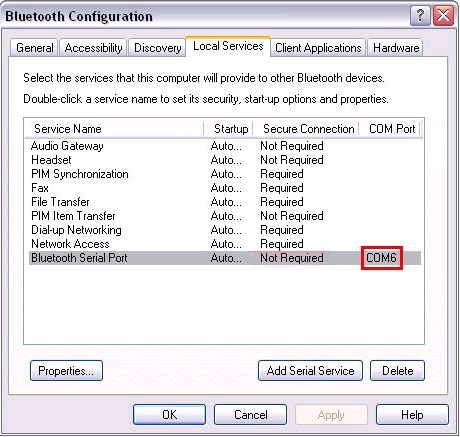 Bluetooth Configuration
General Accessibility Discovery Local Services Client Applications Hardware
Select the services that this computer will provide to other Bluetooth devices.
Double-click a service name to set its security, start-up options and properties.
Service Name Startup Secure Connection COM Port
Audio Gateway Auto... Not Required
Headset Auto... Not Required
PIM Synchronization Auto... Required
Fax Auto... Required
File Transfer Auto... Required
PIM Item Transfer Auto... Not Required
Dial-up Networking Auto... Required
Network Access Auto... Required
Bluetooth Serial Port Auto... Not Required COM6
Properties... Add Serial Service Delete
OK Cancel Apply Help